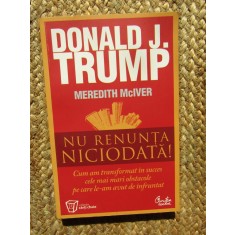 DONALD J.
TRUMP
MEREDITH McIVER
NU RENUNȚA
NICIODATĂ!
Cum am transformat în succes
cele mai mari obstacole
pe care le-am avut de înfruntat